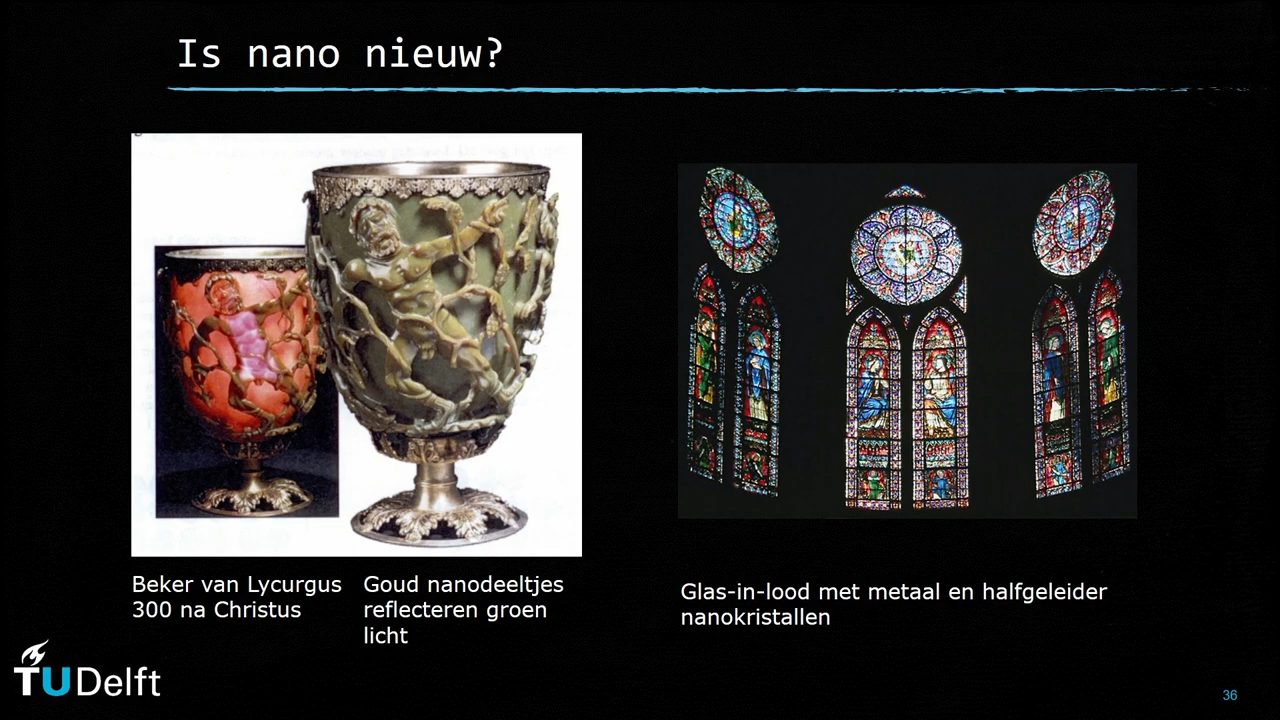 Is nano nieuw?
Beker van Lycurgus
300 na Christus
Goud nanodeeltjes
reflecteren groen
licht
Glas-in-lood met metaal en halfgeleider
nanokristallen
TUDelft
36